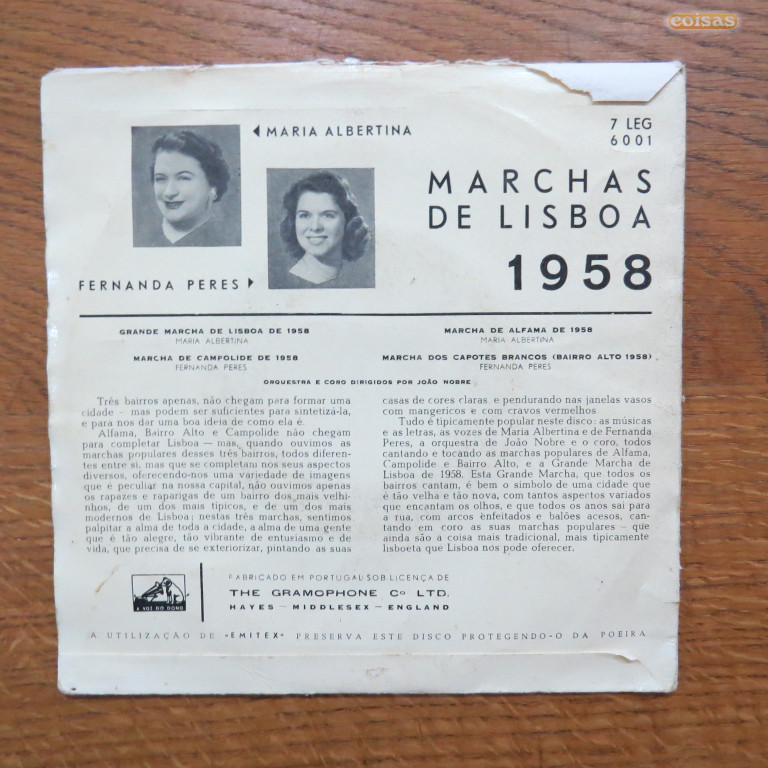 coisas
MARIA ALBERTINA
7 LEG
6001
MARCHAS
DE LISBOA
1958
FERNANDA PERES
GRANDE MARCHA DE LISBOA DE 1958
MARIA ALBERTINA
MARCHA DE CAMPOLIDE DE 1958
FERNANDA PERES
MARCHA DE ALFAMA DE 1958
MARIA ALBERTINA
MARCHA DOS CAPOTES BRANCOS (BAIRRO ALTO 1958)
FERNANDA PERES
ORQUESTRA E CORO DIRIGIDOS POR JOÃO NOBRE
Três bairros apenas, não chegam para formar uma
cidade - mas podem ser suficientes para sintetizá-la,
e para nos dar uma boa ideia de como ela é.
Alfama, Bairro Alto e Campolide não chegam
para completar Lisboa — mas, quando ouvimos as
marchas populares desses três bairros, todos diferen-
tes entre si, mas que se completam nos seus aspectos
diversos, oferecendo-nos uma variedade de imagens
que é peculiar na nossa capital, não ouvimos apenas
os rapazes e raparigas de um bairro dos mais velhi-
nhos, de um dos mais típicos, e de um dos mais
modernos de Lisboa; nestas três marchas, sentimos
palpitar a alma de toda a cidade, a alma de uma gente
que é tão alegre, tão vibrante de entusiasmo e de
vida, que precisa de se exteriorizar, pintando as suas
casas de cores claras e pendurando nas janelas vasos
com mangericos e com cravos vermelhos
Tudo é tipicamente popular neste disco: as músicas
e as letras, as vozes de Maria Albertina e de Fernanda
Peres, a orquestra de João Nobre e o coro, todos
cantando e tocando as marchas populares de Alfama,
Campolide e Bairro Alto, e a Grande Marcha de
Lisboa de 1958. Esta Grande Marcha, que todos os
bairros cantam, é bem o símbolo de uma cidade que
é tão velha e tão nova, com tantos aspectos variados
que encantam os olhos, e que todos os anos sai para
a rua, com arcos enfeitados e balões acesos, can-
tando em coro as suas marchas populares - que
ainda são a coisa mais tradicional, mais tipicamente
lisboeta que Lisboa nos pode oferecer.
A VOZ DO DONO
FABRICADO EM PORTUGAL SOB LICENÇA DE
THE GRAMOPHONE Co LTD.
HAYES - MIDDLESEX - ENGLAND
A UTILIZAÇÃO DE «EMITEX» PRESERVA ESTE DISCO PROTEGENDO-O DA POEIRA